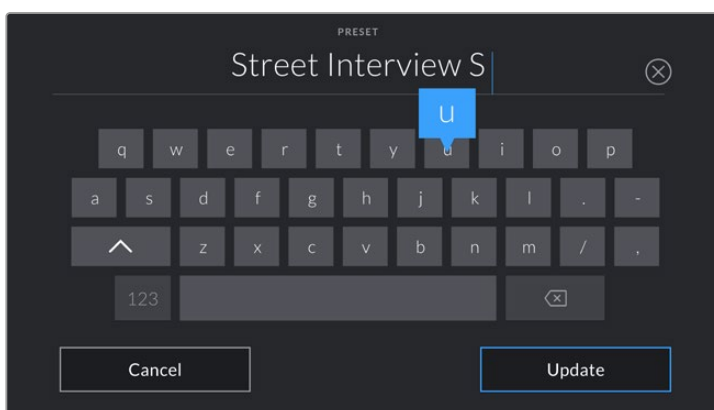 PRESET
Street Interview S
u
q w e r t y u i o p
a s d f g h j k l . -
z x c v b n m / ,
123
Cancel Update